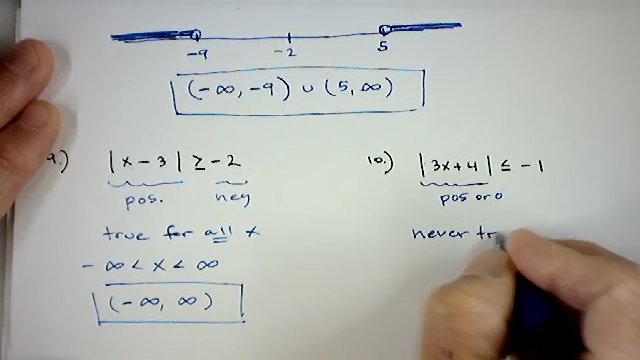 -9 -2 5
(-∞, -9) ∪ (5, ∞)
9.) |x - 3| ≥ -2
pos. neg
true for all x
-∞ < x < ∞
(-∞, ∞)
10.) |3x+4| ≤ -1
pos or 0
never tr